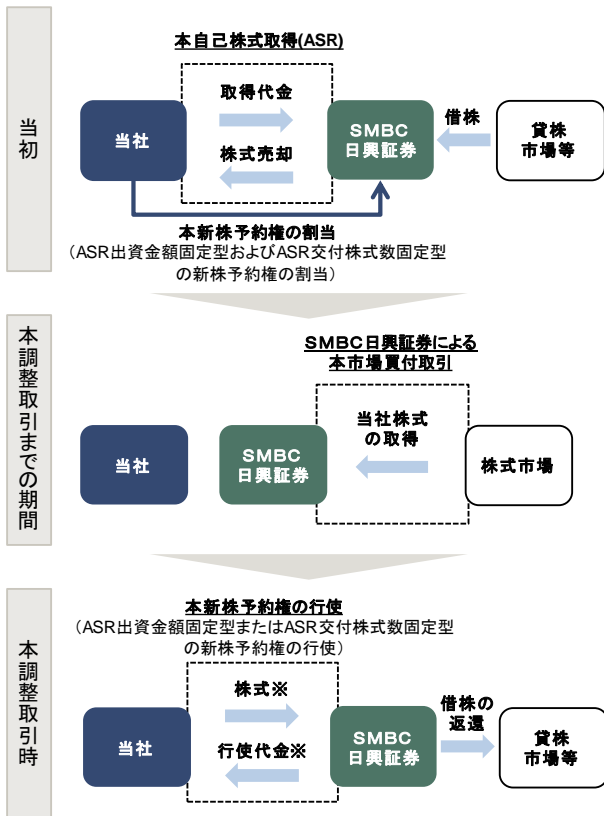 当初
本自己株式取得(ASR)
取得代金
当社
株式売却
SMBC
日興証券
借株
貸株
市場等
本新株予約権の割当
（ASR出資金額固定型およびASR交付株式数固定型
の新株予約権の割当）
本調整取引までの期間
SMBC日興証券による
本市場買付取引
当社
SMBC
日興証券
当社株式
の取得
株式市場
本調整取引時
本新株予約権の行使
（ASR出資金額固定型またはASR交付株式数固定型
の新株予約権の行使）
株式※
当社
行使代金※
SMBC
日興証券
借株の
返還
貸株
市場等